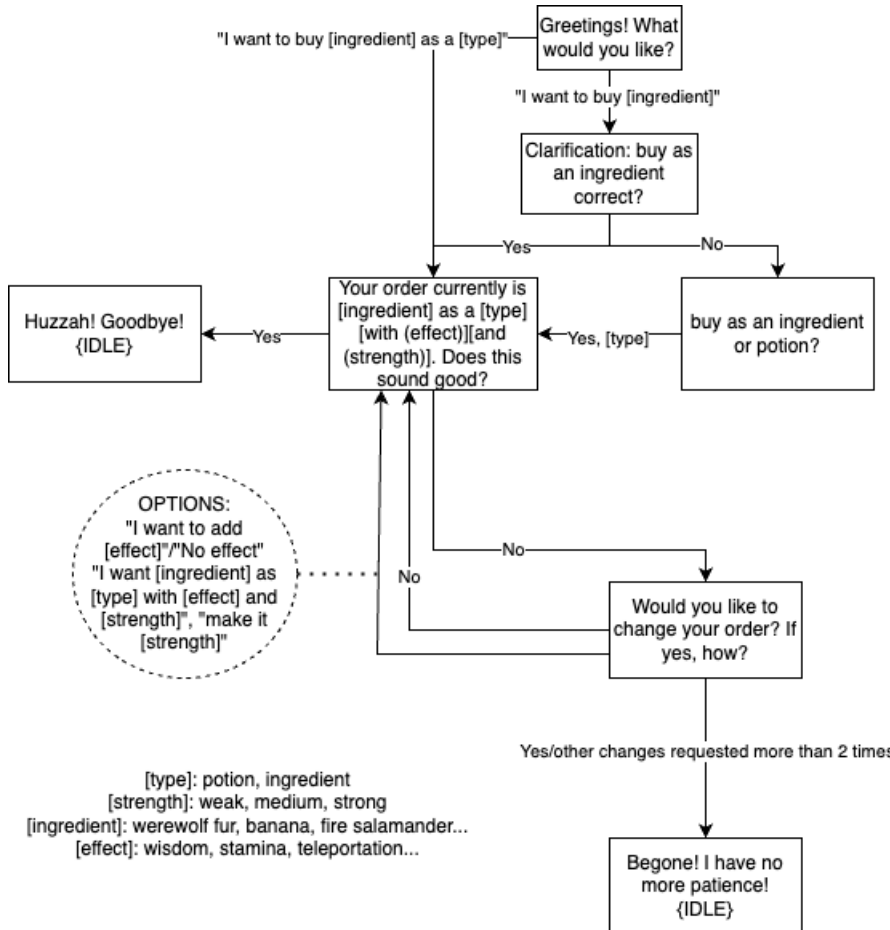 Greetings! What
would you like?
"I want to buy [ingredient] as a [type]"
"I want to buy [ingredient]"
Clarification: buy as
an ingredient
correct?
Yes
No
Your order currently is
[ingredient] as a [type]
[with (effect)][and
(strength)]. Does this
sound good?
Yes
Huzzah! Goodbye!
{IDLE}
Yes, [type]
buy as an ingredient
or potion?
OPTIONS:
"I want to add
[effect]"/"No effect"
"I want [ingredient] as
[type] with [effect] and
[strength]", "make it
[strength]"
No
No
Would you like to
change your order? If
yes, how?
Yes/other changes requested more than 2 times
[type]: potion, ingredient
[strength]: weak, medium, strong
[ingredient]: werewolf fur, banana, fire salamander...
[effect]: wisdom, stamina, teleportation...
Begone! I have no
more patience!
{IDLE}